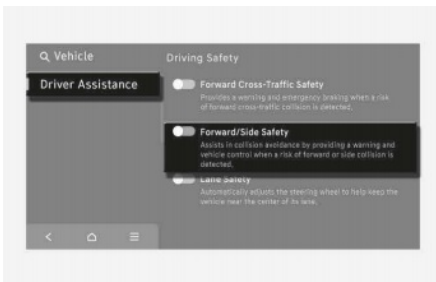 Vehicle
Driving Safety
Driver Assistance
Forward Cross-Traffic Safety
Provides a warning and emergency braking when a risk
of forward cross-traffic collision is detected.
Forward/Side Safety
Assists in collision avoidance by providing a warning and
vehicle control when a risk of forward or side collision is
detected.
Lane Safety
Automatically adjusts the steering wheel to help keep the
vehicle near the center of its lane.